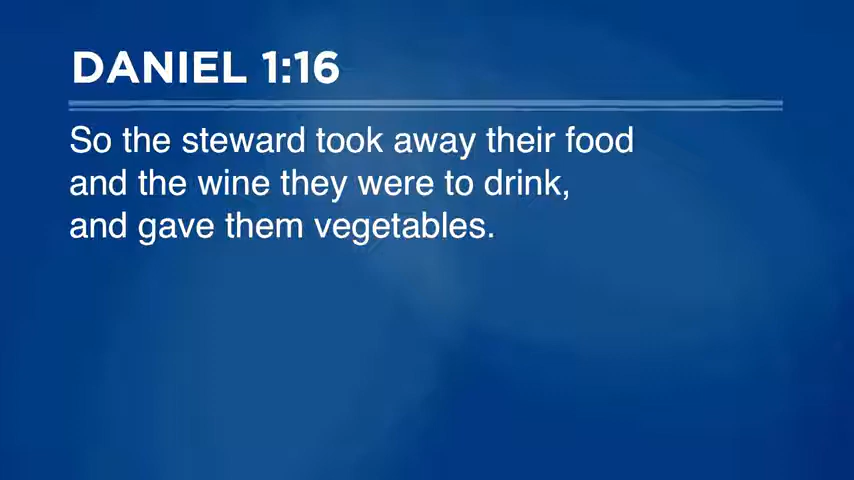 DANIEL 1:16
So the steward took away their food
and the wine they were to drink,
and gave them vegetables.